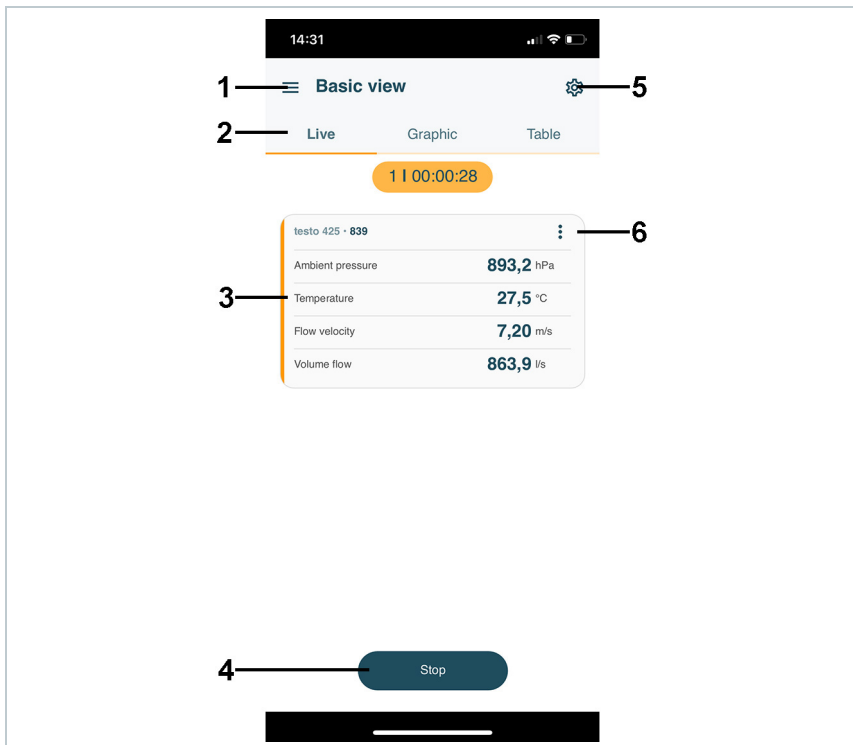 14:31
1 Basic view 5
2 Live Graphic Table
1 I 00:00:28
testo 425 · 839 6
Ambient pressure 893,2 hPa
3 Temperature 27,5 °C
Flow velocity 7,20 m/s
Volume flow 863,9 l/s
4 Stop